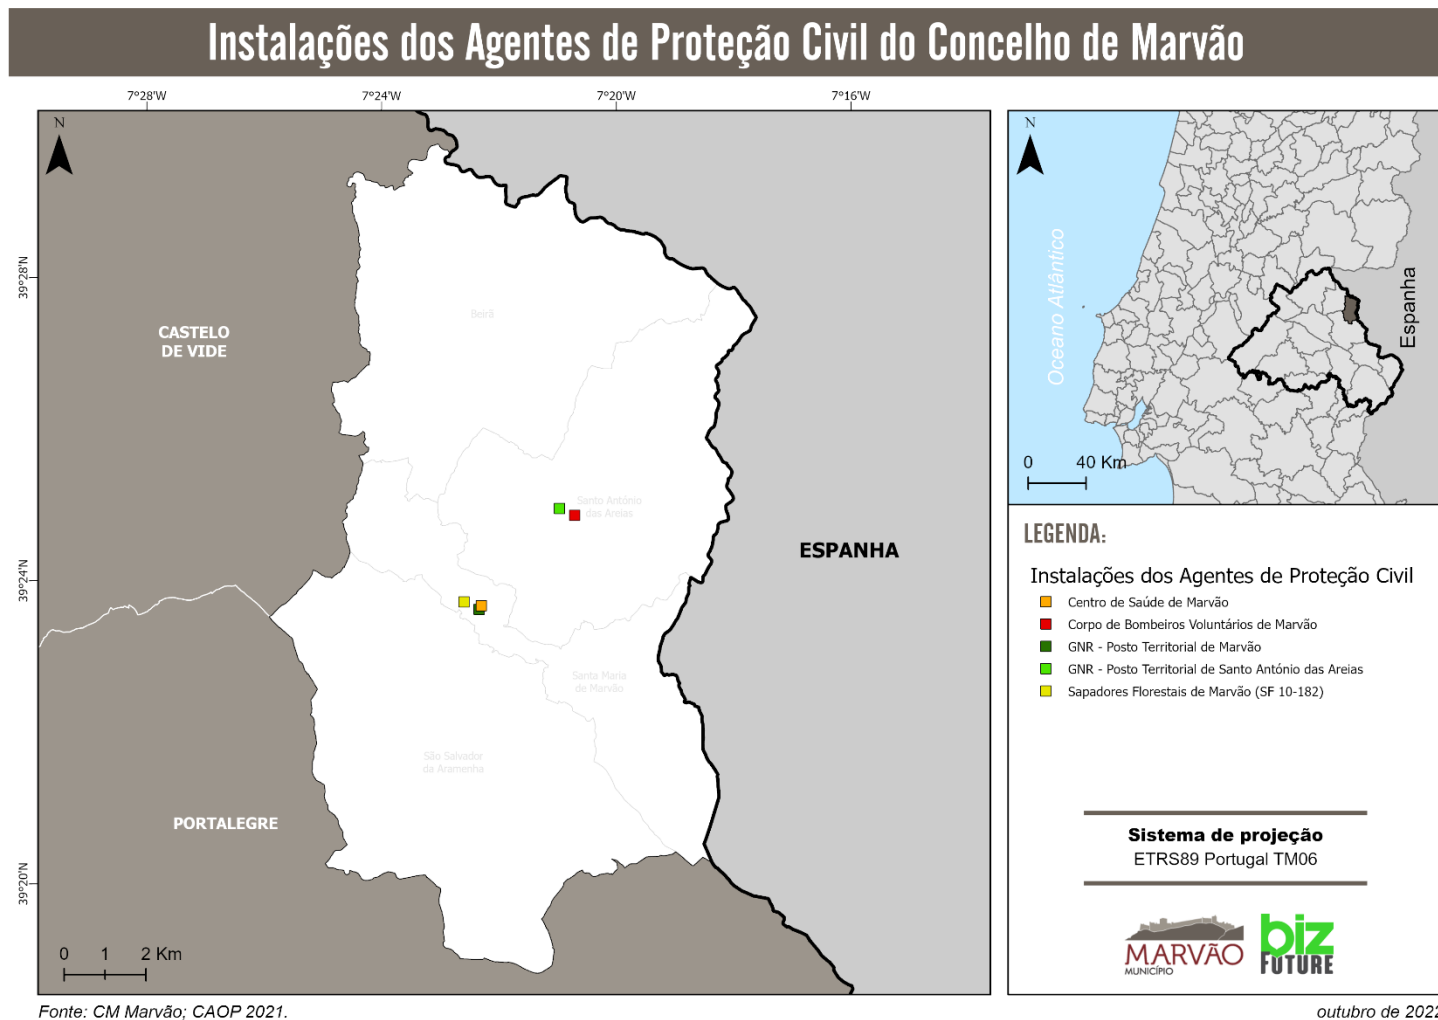 Instalações dos Agentes de Proteção Civil do Concelho de Marvão
7°28'W
7°24'W
7°20'W
7°16'W
N
39°28'N
39°24'N
39°20'N
CASTELO
DE VIDE
Beirã
Santo António
das Areias
ESPANHA
Santa Maria
de Marvão
São Salvador
da Aramenha
PORTALEGRE
0 1 2 Km
N
Oceano Atlântico
Espanha
0 40 Km
LEGENDA:
Instalações dos Agentes de Proteção Civil
Centro de Saúde de Marvão
Corpo de Bombeiros Voluntários de Marvão
GNR - Posto Territorial de Marvão
GNR - Posto Territorial de Santo António das Areias
Sapadores Florestais de Marvão (SF 10-182)
Sistema de projeção
ETRS89 Portugal TM06
MARVÃO
MUNICÍPIO
biz
FUTURE
Fonte: CM Marvão; CAOP 2021.
outubro de 2022